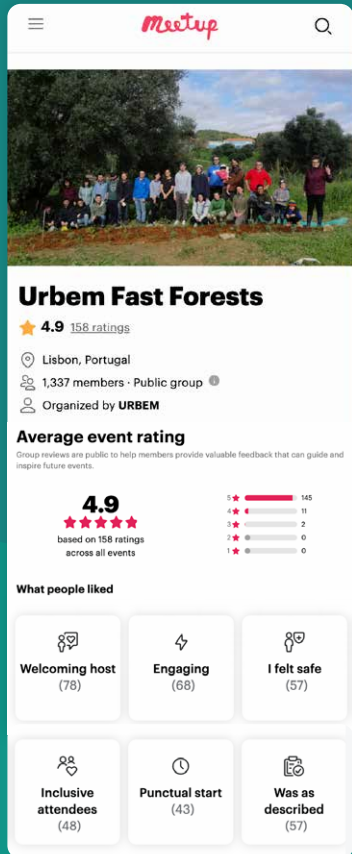 Meetup
Urbem Fast Forests
4.9 158 ratings
Lisbon, Portugal
1,337 members · Public group
Organized by URBEM
Average event rating
Group reviews are public to help members provide valuable feedback that can guide and
inspire future events.
4.9
based on 158 ratings
across all events
5 145
4 11
3 2
2 0
1 0
What people liked
Welcoming host
(78)
Engaging
(68)
I felt safe
(57)
Inclusive
attendees
(48)
Punctual start
(43)
Was as
described
(57)